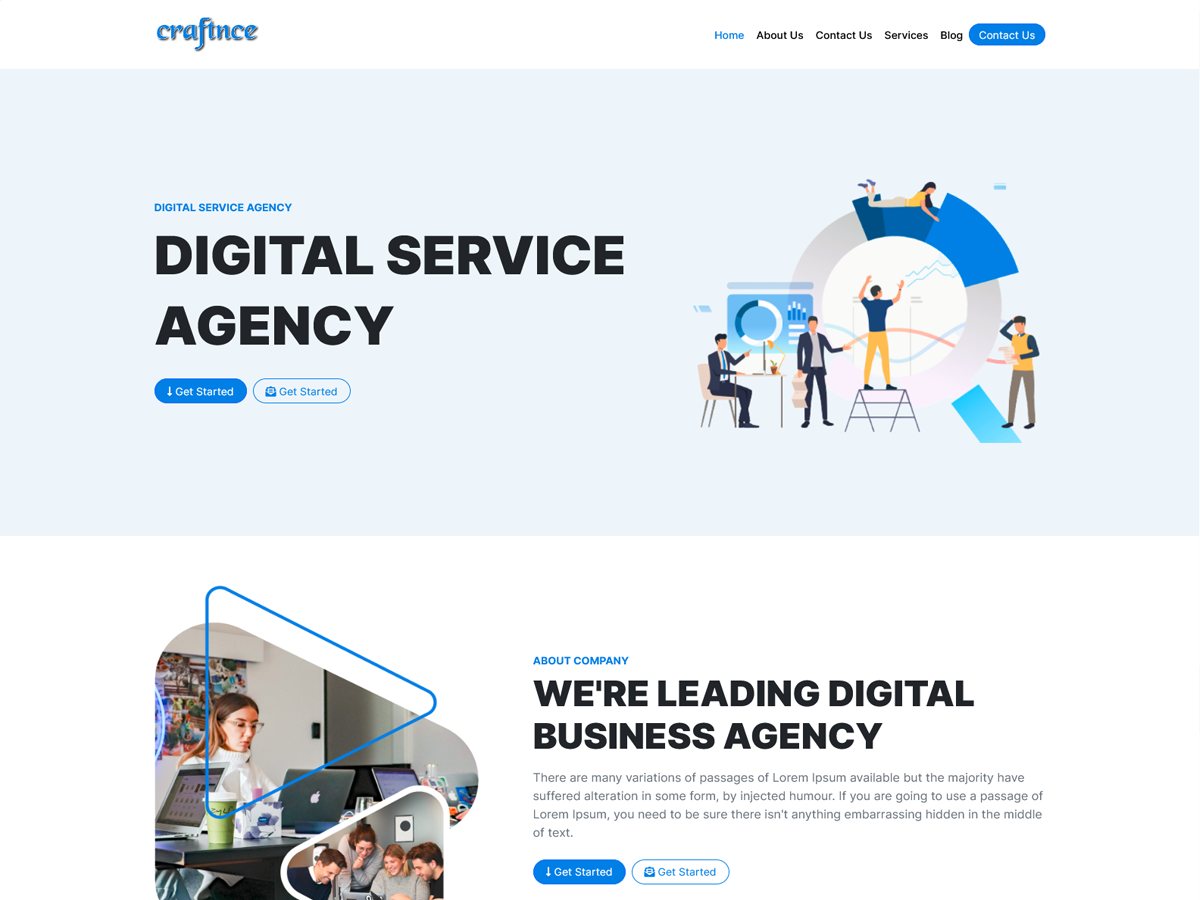 craftnce
Home About Us Contact Us Services Blog Contact Us
DIGITAL SERVICE AGENCY
DIGITAL SERVICE
AGENCY
Get Started Get Started
ABOUT COMPANY
WE'RE LEADING DIGITAL
BUSINESS AGENCY
There are many variations of passages of Lorem Ipsum available but the majority have
suffered alteration in some form, by injected humour. If you are going to use a passage of
Lorem Ipsum, you need to be sure there isn't anything embarrassing hidden in the middle
of text.
Get Started Get Started